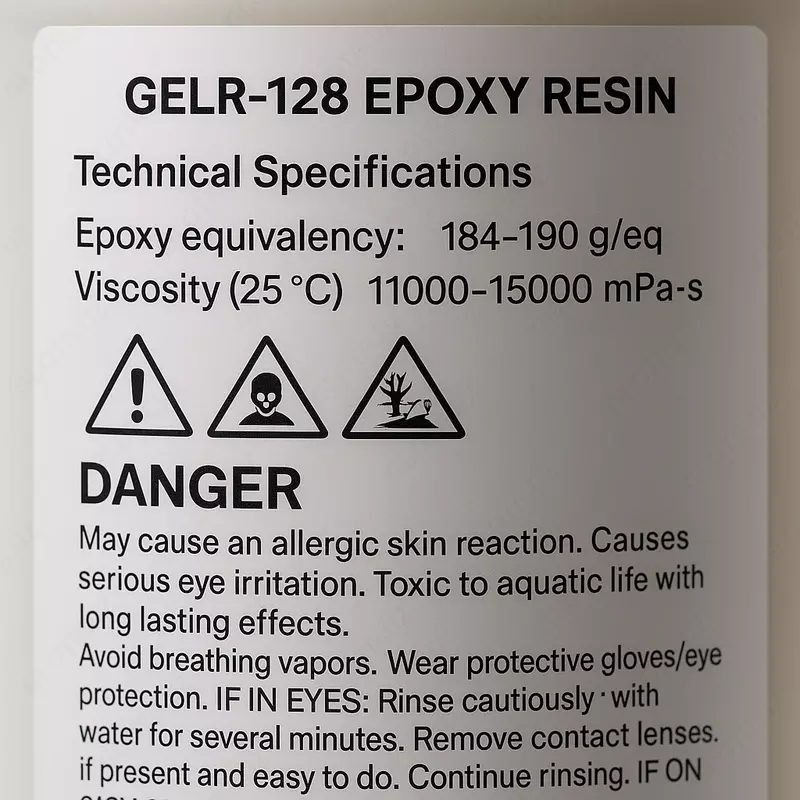 GELR-128 EPOXY RESIN
Technical Specifications
Epoxy equivalency: 184-190 g/eq
Viscosity (25 °C) 11000-15000 mPa-s
DANGER
May cause an allergic skin reaction. Causes
serious eye irritation. Toxic to aquatic life with
long lasting effects.
Avoid breathing vapors. Wear protective gloves/eye
protection. IF IN EYES: Rinse cautiously · with
water for several minutes. Remove contact lenses.
if present and easy to do. Continue rinsing. IF ON